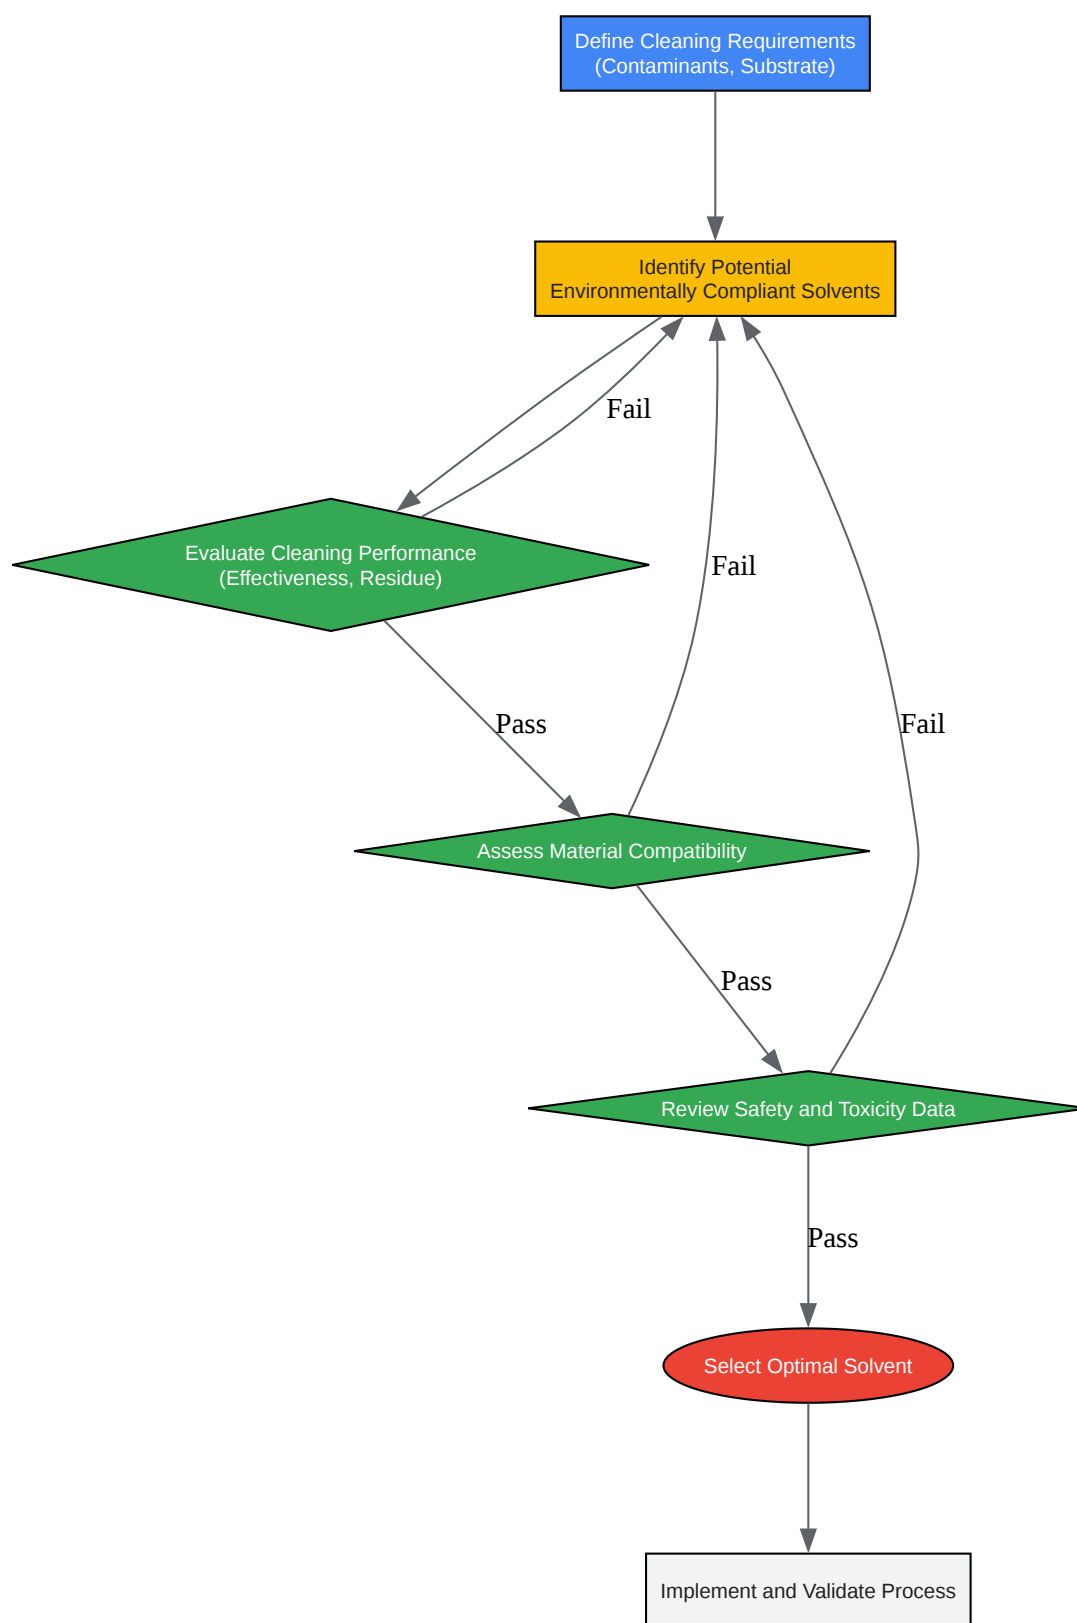 Define Cleaning Requirements
(Contaminants, Substrate)
Identify Potential
Environmentally Compliant Solvents
Fail
Evaluate Cleaning Performance
(Effectiveness, Residue)
Fail
Pass
Fail
Assess Material Compatibility
Pass
Review Safety and Toxicity Data
Pass
Select Optimal Solvent
Implement and Validate Process